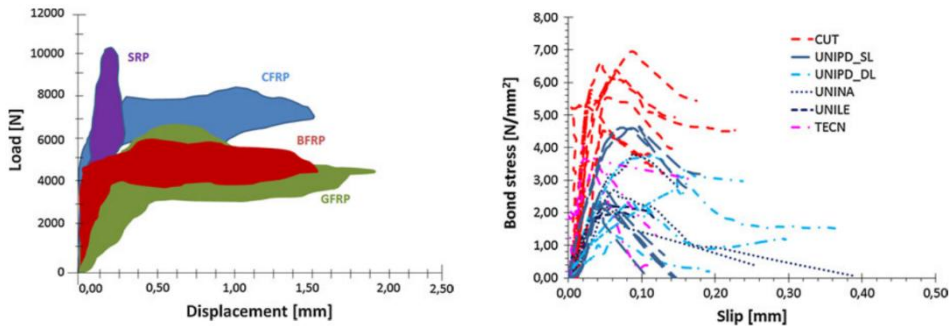 12000
10000
8000
6000
4000
2000
0
Load [N]
SRP
CFRP
BFRP
GFRP
0,00 0,50 1,00 1,50 2,00 2,50
Displacement [mm]
8,00
7,00
6,00
5,00
4,00
3,00
2,00
1,00
0,00
Bond stress [N/mm²]
CUT
UNIPD_SL
UNIPD_DL
UNINA
UNILE
TECN
0,00 0,10 0,20 0,30 0,40 0,50
Slip [mm]